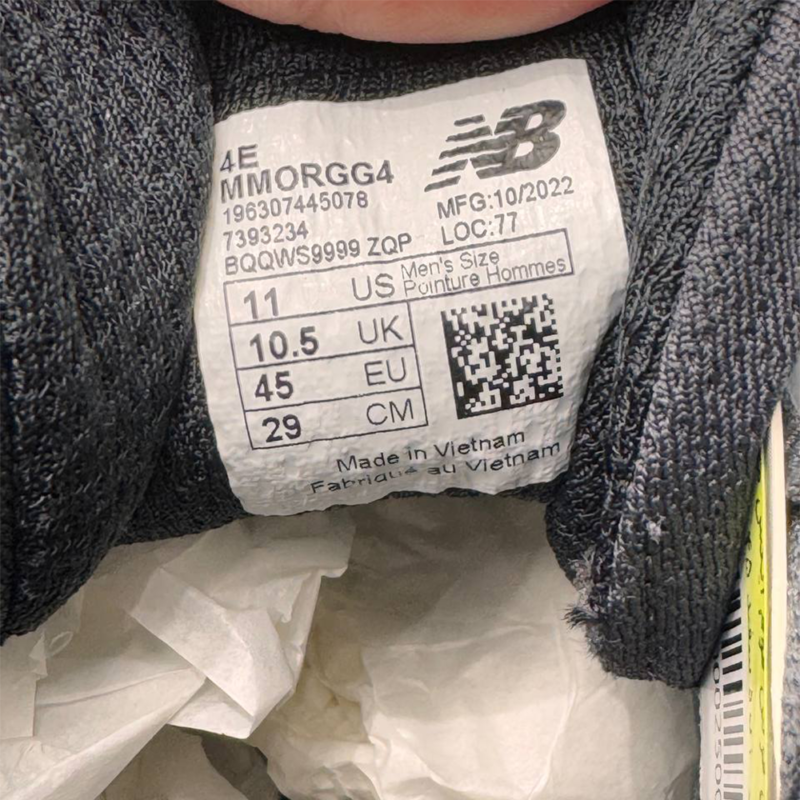 4E
MMORGG4
196307445078
7393234
BQQWS9999 ZQP
NB
MFG:10/2022
LOC:77
11 US Men's Size
Pointure Hommes
10.5 UK
45 EU
29 CM
Made in Vietnam
Fabriqué au Vietnam